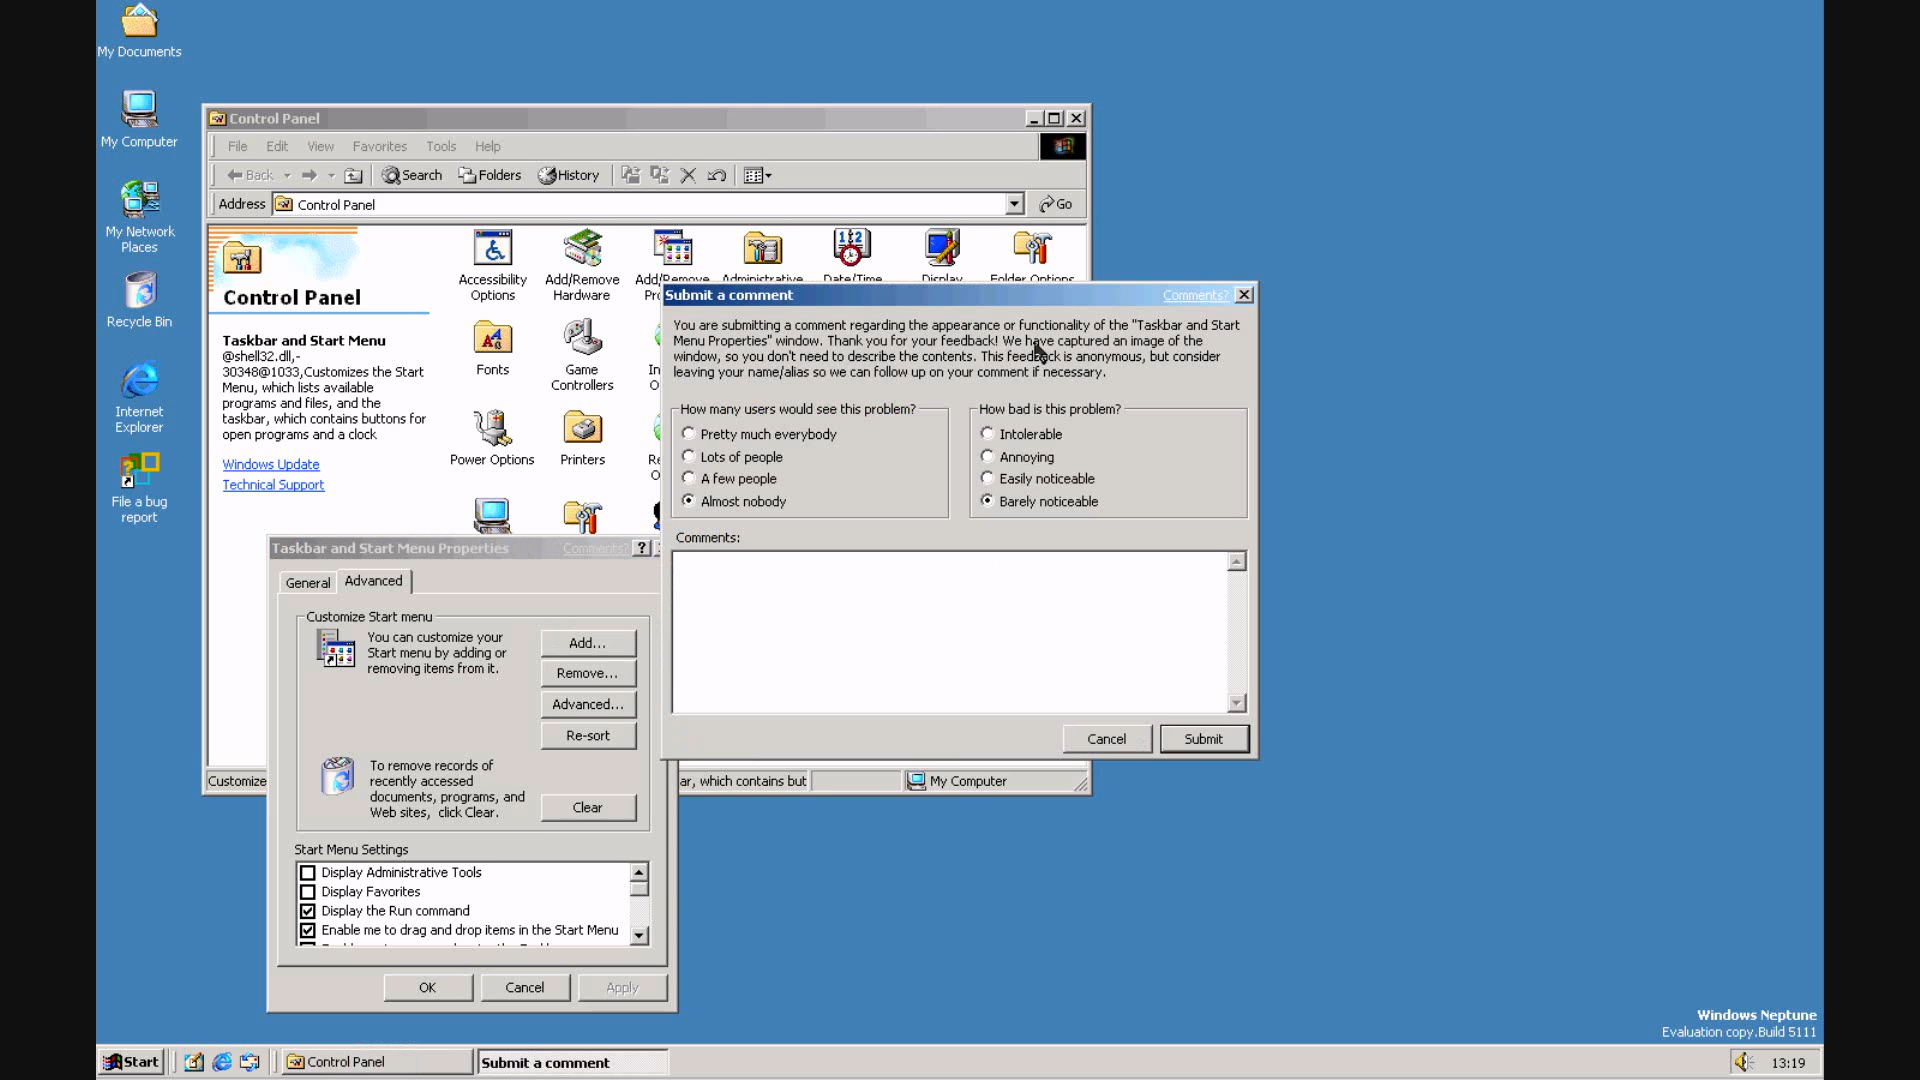 My Documents
My Computer
My Network
Places
Recycle Bin
Internet
Explorer
File a bug
report
Control Panel
File Edit View Favorites Tools Help
Back Search Folders History
Address Control Panel Go
Control Panel
Taskbar and Start Menu
@shell32.dll,-
30348@1033,Customizes the Start
Menu, which lists available
programs and files, and the
taskbar, which contains buttons for
open programs and a clock
Windows Update
Technical Support
Accessibility
Options
Add/Remove
Hardware
Add/Remove
Administrative
Date/Time
Display
Folder Options
Fonts
Game
Controllers
Power Options
Printers
Customize
ar, which contains but
My Computer
Submit a comment Comments?
You are submitting a comment regarding the appearance or functionality of the "Taskbar and Start
Menu Properties" window. Thank you for your feedback! We have captured an image of the
window, so you don't need to describe the contents. This feedback is anonymous, but consider
leaving your name/alias so we can follow up on your comment if necessary.
How many users would see this problem?
Pretty much everybody
Lots of people
A few people
Almost nobody
How bad is this problem?
Intolerable
Annoying
Easily noticeable
Barely noticeable
Comments:
Cancel Submit
Taskbar and Start Menu Properties Comments? ?
General Advanced
Customize Start menu
You can customize your
Start menu by adding or
removing items from it.
Add...
Remove...
Advanced...
Re-sort
To remove records of
recently accessed
documents, programs, and
Web sites, click Clear.
Clear
Start Menu Settings
Display Administrative Tools
Display Favorites
Display the Run command
Enable me to drag and drop items in the Start Menu
OK Cancel Apply
Windows Neptune
Evaluation copy.Build 5111
Start Control Panel Submit a comment 13:19